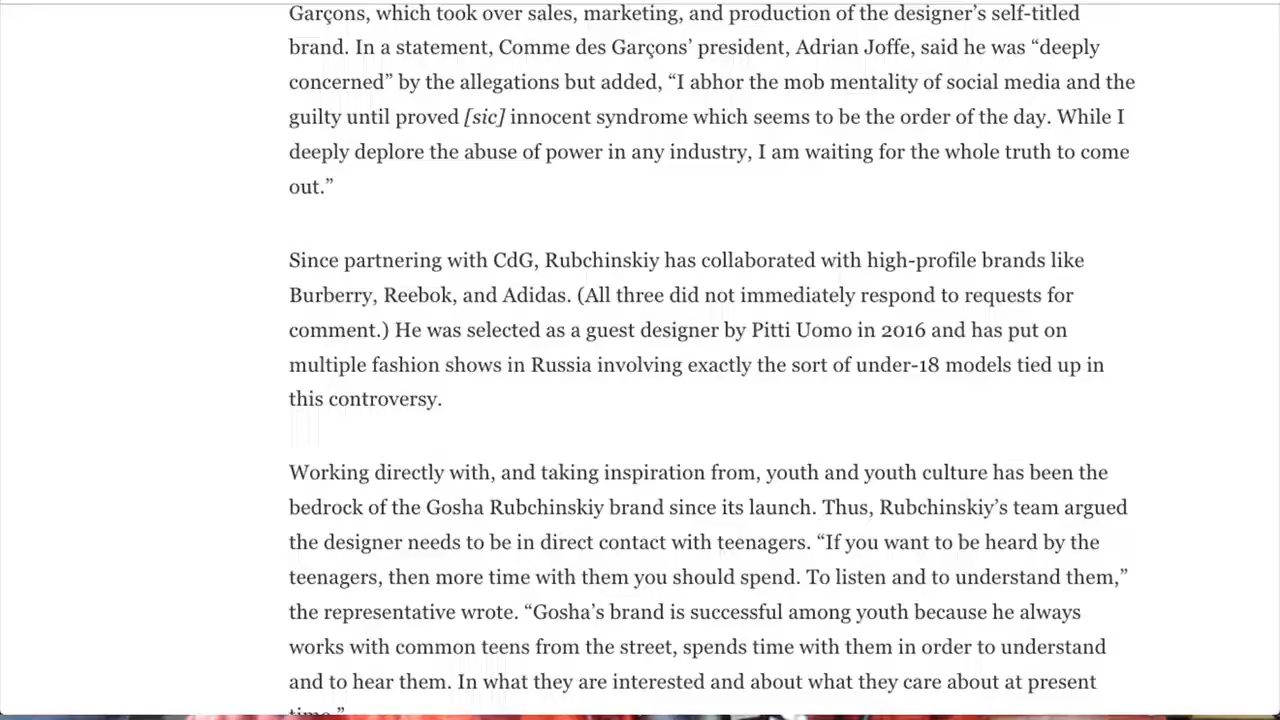 Garçons, which took over sales, marketing, and production of the designer’s self-titled
brand. In a statement, Comme des Garçons’ president, Adrian Joffe, said he was “deeply
concerned” by the allegations but added, “I abhor the mob mentality of social media and the
guilty until proved [sic] innocent syndrome which seems to be the order of the day. While I
deeply deplore the abuse of power in any industry, I am waiting for the whole truth to come
out.”
Since partnering with CdG, Rubchinskiy has collaborated with high-profile brands like
Burberry, Reebok, and Adidas. (All three did not immediately respond to requests for
comment.) He was selected as a guest designer by Pitti Uomo in 2016 and has put on
multiple fashion shows in Russia involving exactly the sort of under-18 models tied up in
this controversy.
Working directly with, and taking inspiration from, youth and youth culture has been the
bedrock of the Gosha Rubchinskiy brand since its launch. Thus, Rubchinskiy’s team argued
the designer needs to be in direct contact with teenagers. “If you want to be heard by the
teenagers, then more time with them you should spend. To listen and to understand them,”
the representative wrote. “Gosha’s brand is successful among youth because he always
works with common teens from the street, spends time with them in order to understand
and to hear them. In what they are interested and about what they care about at present
time.”